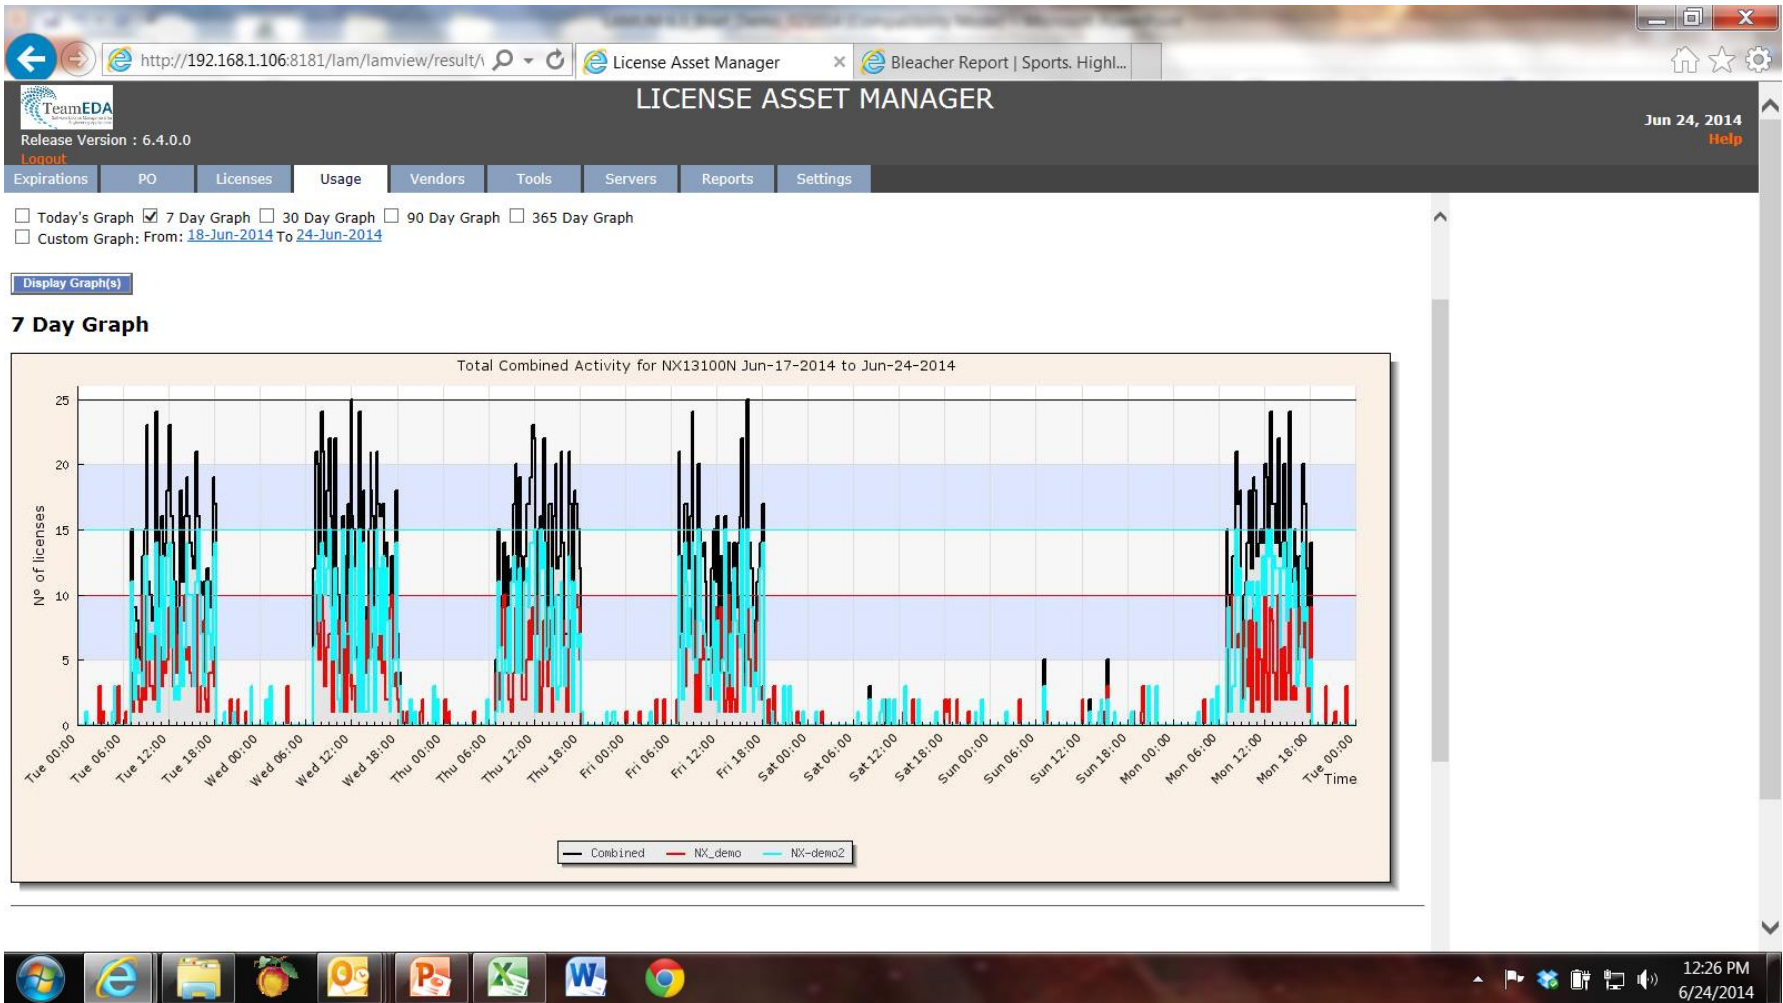 http://192.168.1.106:8181/lam/lamview/result/v
License Asset Manager
Bleacher Report | Sports. Highl...
TeamEDA
LICENSE ASSET MANAGER
Jun 24, 2014
Help
Release Version : 6.4.0.0
Logout
Expirations PO Licenses Usage Vendors Tools Servers Reports Settings
Today's Graph 7 Day Graph 30 Day Graph 90 Day Graph 365 Day Graph
Custom Graph: From: 18-Jun-2014 To 24-Jun-2014
Display Graph(s)
7 Day Graph
Total Combined Activity for NX13100N Jun-17-2014 to Jun-24-2014
Nº of licenses
25
20
15
10
5
0
Tue 00:00 Tue 06:00 Tue 12:00 Tue 18:00 Wed 00:00 Wed 06:00 Wed 12:00 Wed 18:00 Thu 00:00 Thu 06:00 Thu 12:00 Thu 18:00 Fri 00:00 Fri 06:00 Fri 12:00 Fri 18:00 Sat 00:00 Sat 06:00 Sat 12:00 Sat 18:00 Sun 00:00 Sun 06:00 Sun 12:00 Sun 18:00 Mon 00:00 Mon 06:00 Mon 12:00 Mon 18:00 Tue 00:00
Time
Combined NX_demo NX-demo2
12:26 PM
6/24/2014